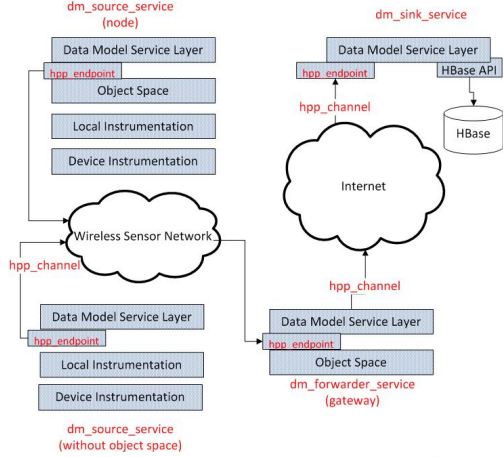 dm_source_service
(node)
Data Model Service Layer
hpp_endpoint
Object Space
Local Instrumentation
Device Instrumentation
dm_sink_service
Data Model Service Layer
hpp_endpoint
HBase API
hpp_channel
HBase
Internet
Wireless Sensor Network
hpp_channel
hpp_channel
Data Model Service Layer
hpp_endpoint
Local Instrumentation
Device Instrumentation
dm_source_service
(without object space)
Data Model Service Layer
hpp_endpoint
Object Space
dm_forwarder_service
(gateway)